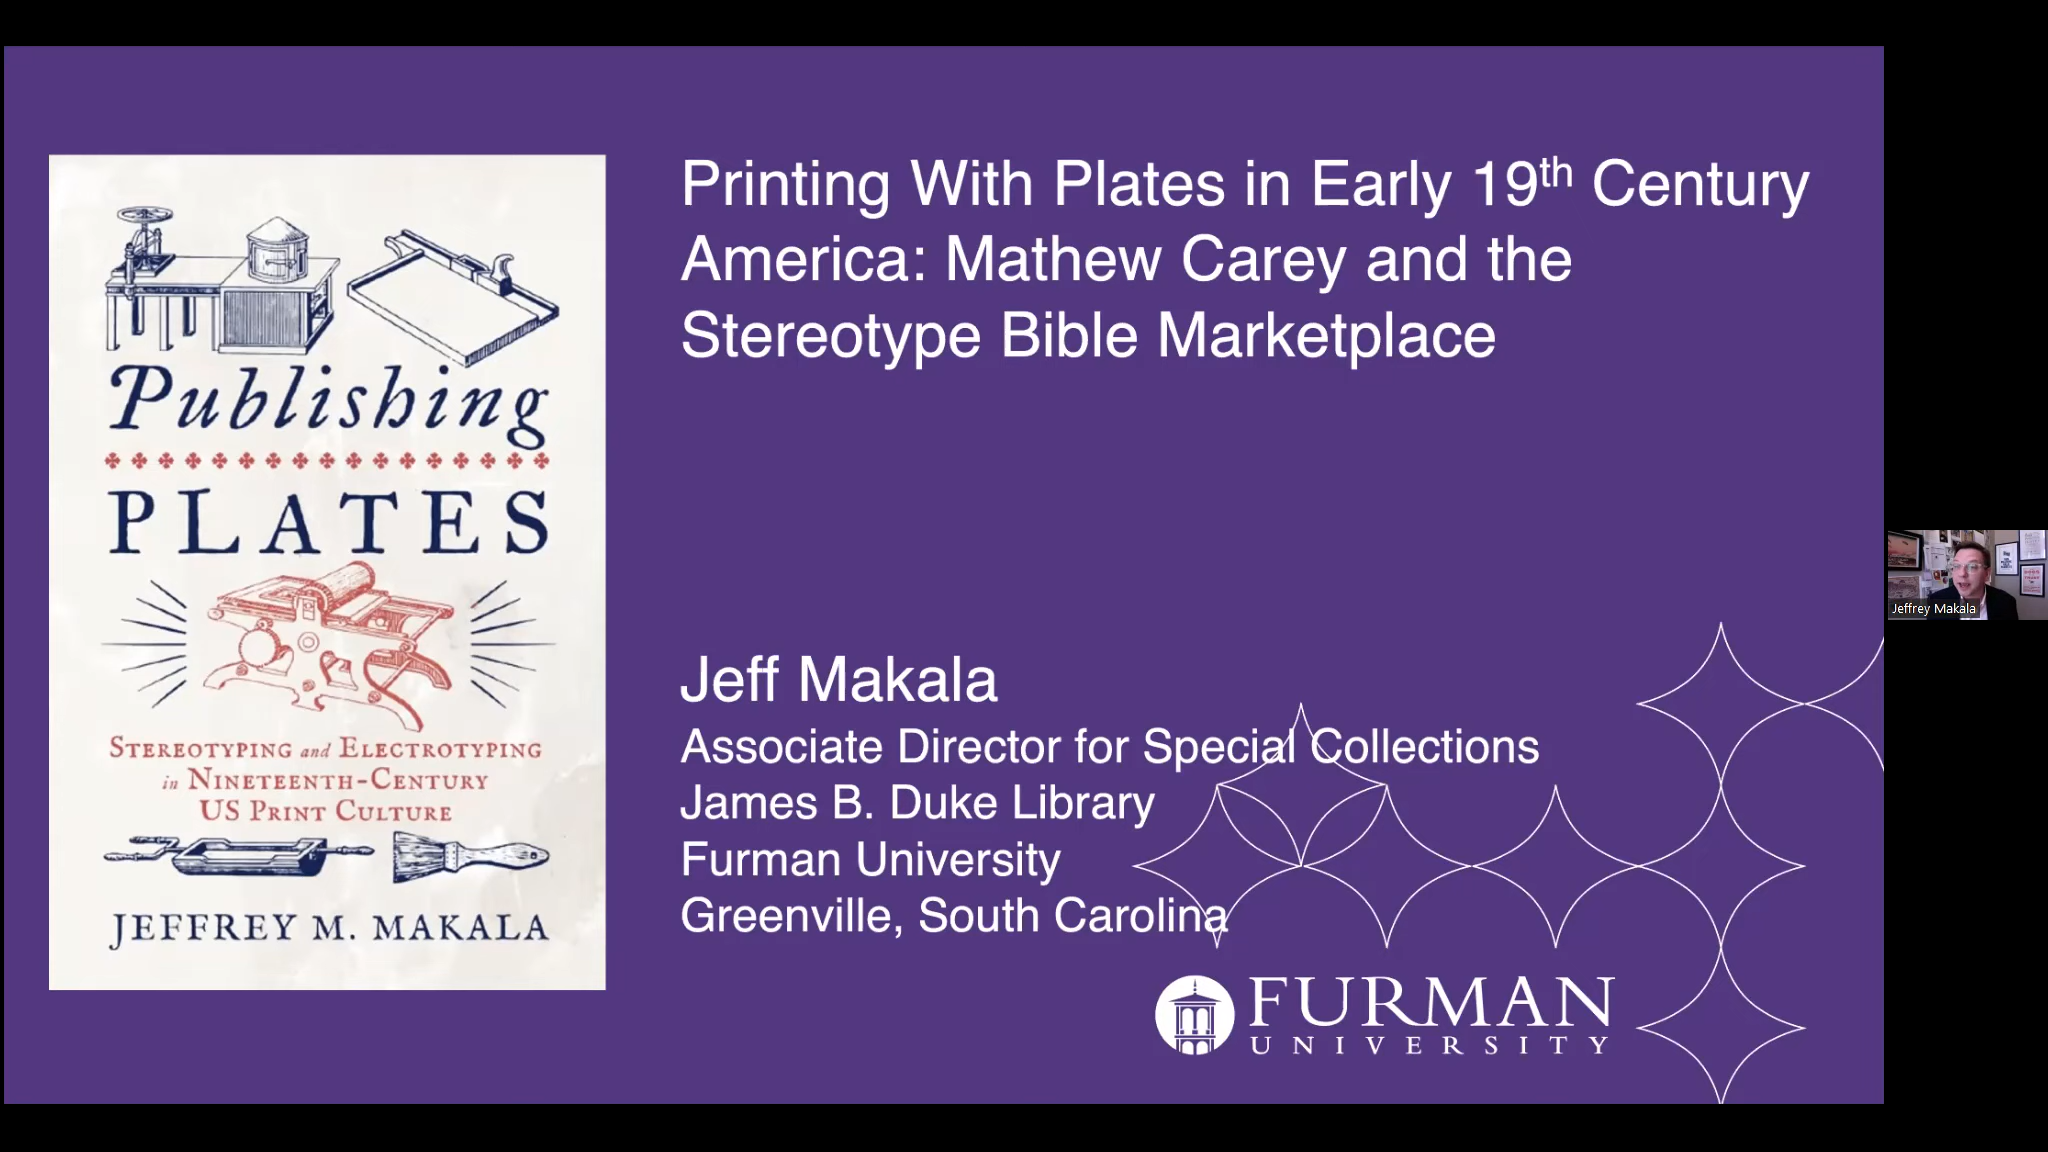 Publishing
PLATES
STEREOTYPING and ELECTROTYPING
in NINETEENTH-CENTURY
US PRINT CULTURE
JEFFREY M. MAKALA
Printing With Plates in Early 19th Century
America: Mathew Carey and the
Stereotype Bible Marketplace
Jeff Makala
Associate Director for Special Collections
James B. Duke Library
Furman University
Greenville, South Carolina
FURMAN
UNIVERSITY
Jeffrey Makala